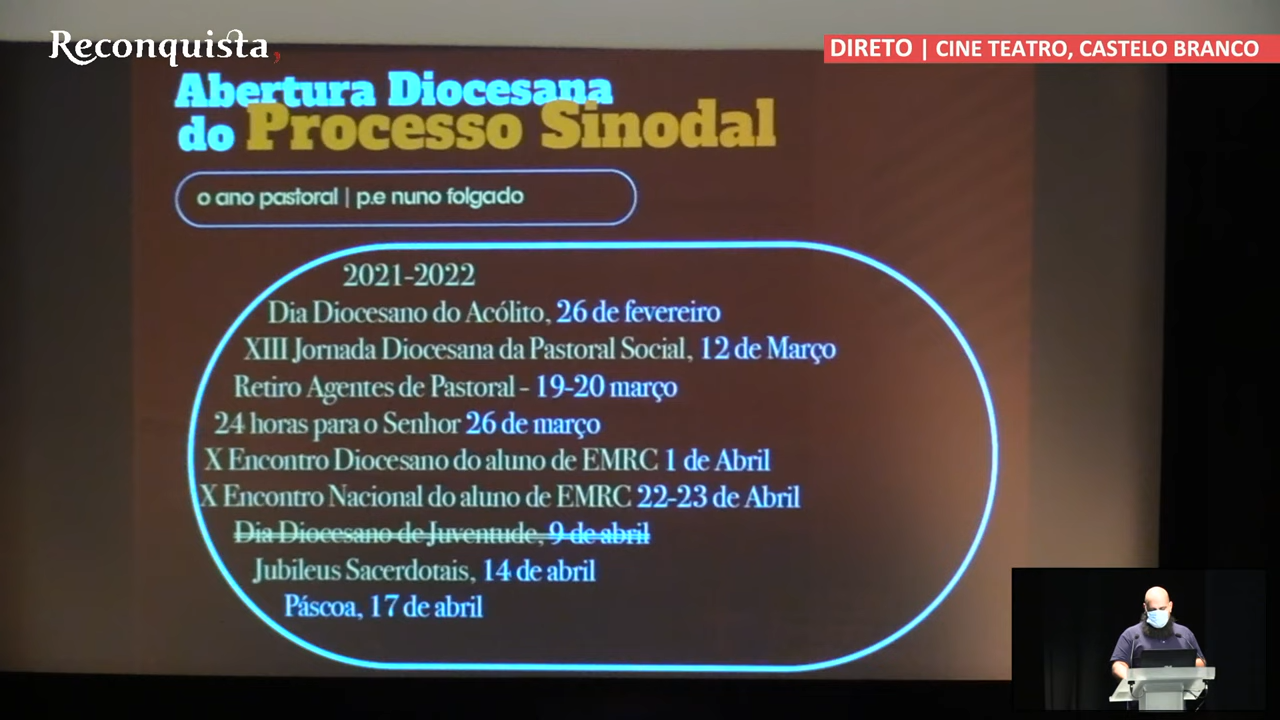 Reconquista,
DIRETO | CINE TEATRO, CASTELO BRANCO
Abertura Diocesana
do Processo Sinodal
o ano pastoral | p.e nuno folgado
2021-2022
Dia Diocesano do Acólito, 26 de fevereiro
XIII Jornada Diocesana da Pastoral Social, 12 de Março
Retiro Agentes de Pastoral - 19-20 março
24 horas para o Senhor 26 de março
X Encontro Diocesano do aluno de EMRC 1 de Abril
X Encontro Nacional do aluno de EMRC 22-23 de Abril
Dia Diocesano de Juventude, 9 de abril
Jubileus Sacerdotais, 14 de abril
Páscoa, 17 de abril